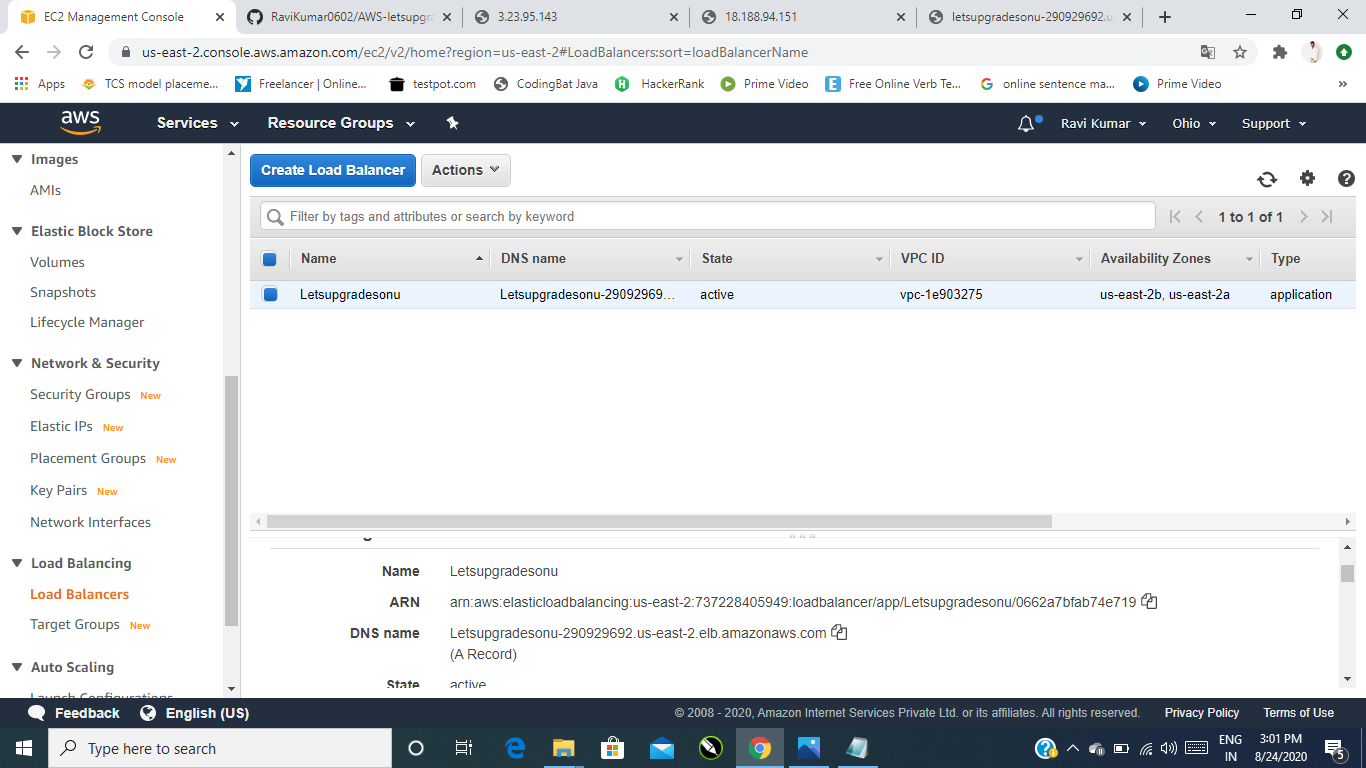 EC2 Management Console
RaviKumar0602/AWS-letsupgra
3.23.95.143
18.188.94.151
letsupgradesonu-290929692.u
us-east-2.console.aws.amazon.com/ec2/v2/home?region=us-east-2#LoadBalancers:sort=loadBalancerName
Apps
TCS model placeme...
Freelancer | Online...
testpot.com
CodingBat Java
HackerRank
Prime Video
Free Online Verb Te...
online sentence ma...
Prime Video
»
aws
Services
Resource Groups
Ravi Kumar
Ohio
Support
Images
AMIs
Elastic Block Store
Volumes
Snapshots
Lifecycle Manager
Network & Security
Security Groups New
Elastic IPs New
Placement Groups New
Key Pairs New
Network Interfaces
Load Balancing
Load Balancers
Target Groups New
Auto Scaling
Launch Configurations
Create Load Balancer
Actions
Filter by tags and attributes or search by keyword
1 to 1 of 1
Name
DNS name
State
VPC ID
Availability Zones
Type
Letsupgradesonu
Letsupgradesonu-29092969...
active
vpc-1e903275
us-east-2b, us-east-2a
application
Name Letsupgradesonu
ARN arn:aws:elasticloadbalancing:us-east-2:737228405949:loadbalancer/app/Letsupgradesonu/0662a7bfab74e719
DNS name Letsupgradesonu-290929692.us-east-2.elb.amazonaws.com
(A Record)
State active
Feedback
English (US)
© 2008 - 2020, Amazon Internet Services Private Ltd. or its affiliates. All rights reserved.
Privacy Policy
Terms of Use
Type here to search
ENG
IN
3:01 PM
8/24/2020
5